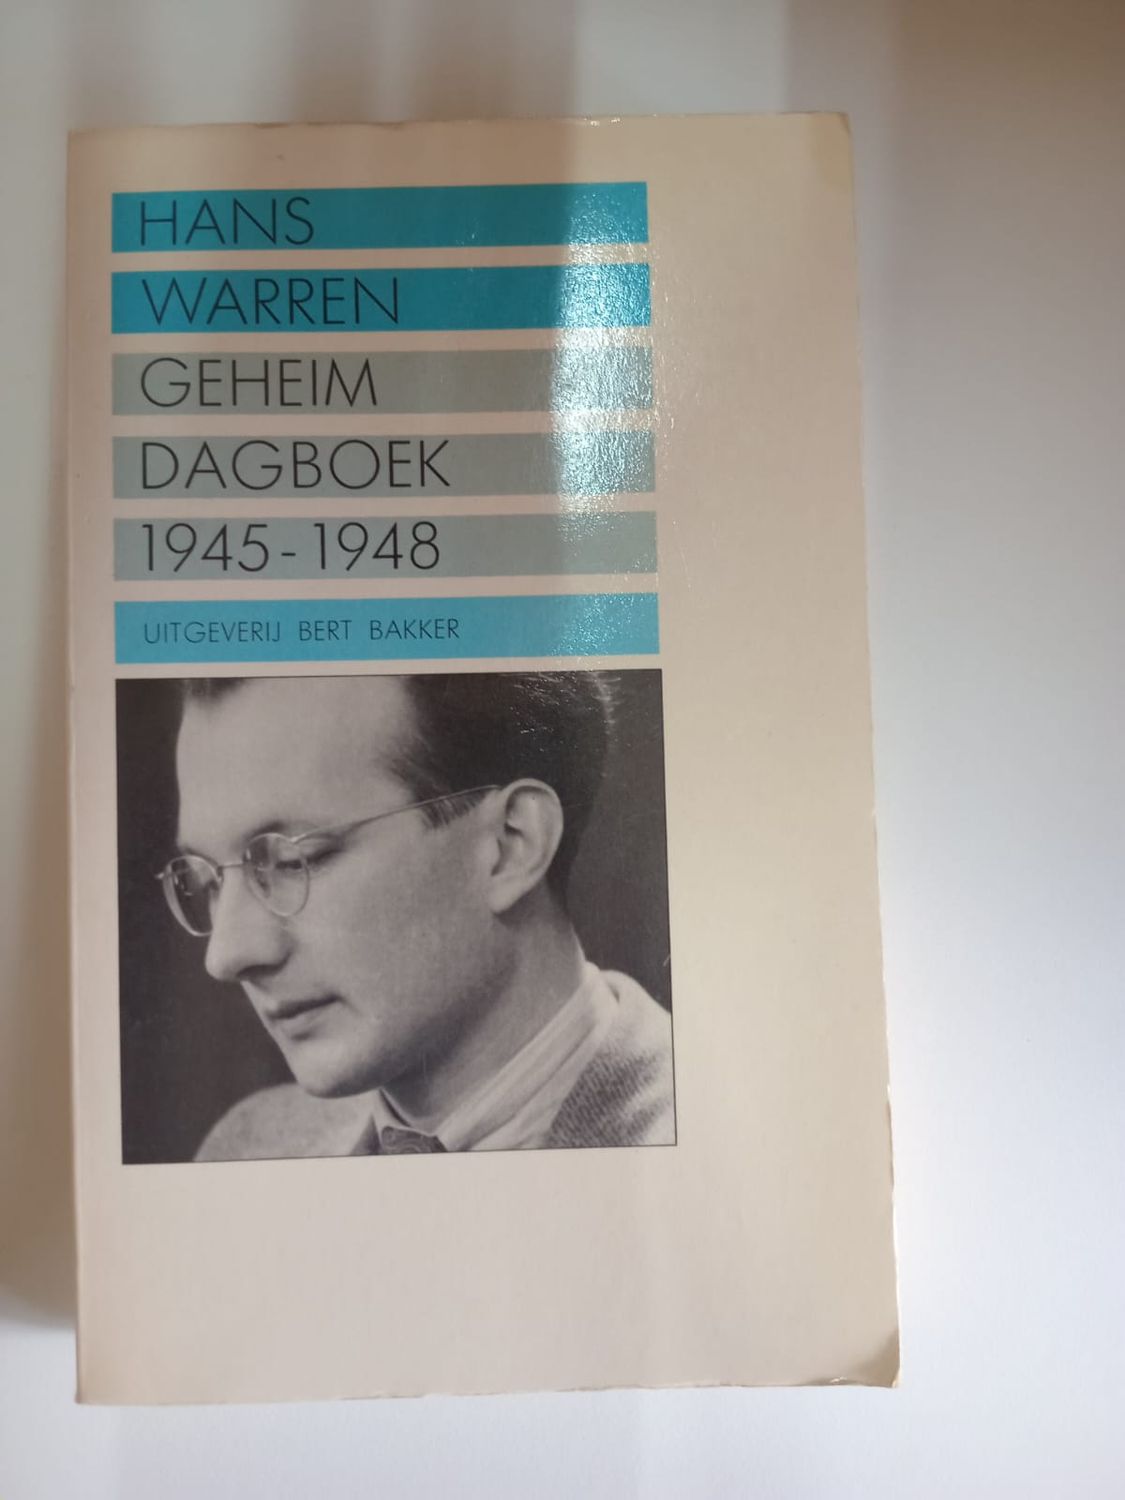 HANS
WARREN
GEHEIM
DAGBOEK
1945-1948
UITGEVERIJ BERT BAKKER